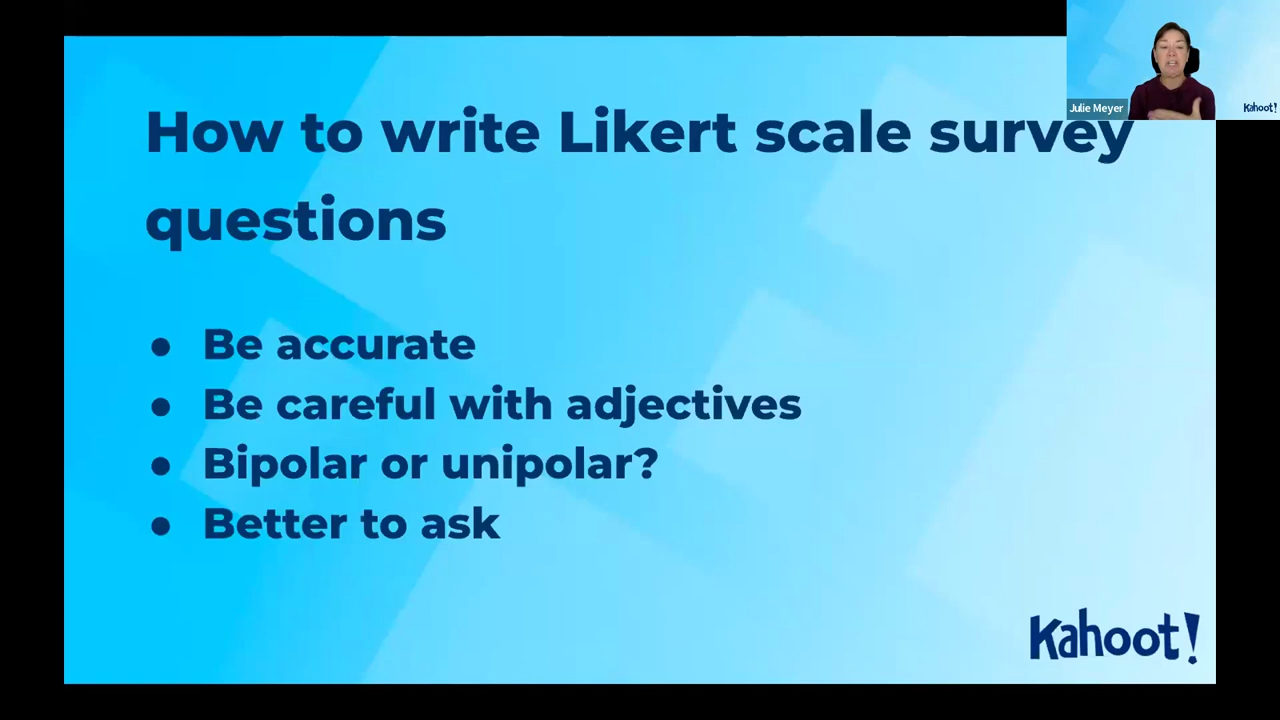 How to write Likert scale survey
questions
● Be accurate
● Be careful with adjectives
● Bipolar or unipolar?
● Better to ask
Kahoot!
Julie Meyer
Kahoot!